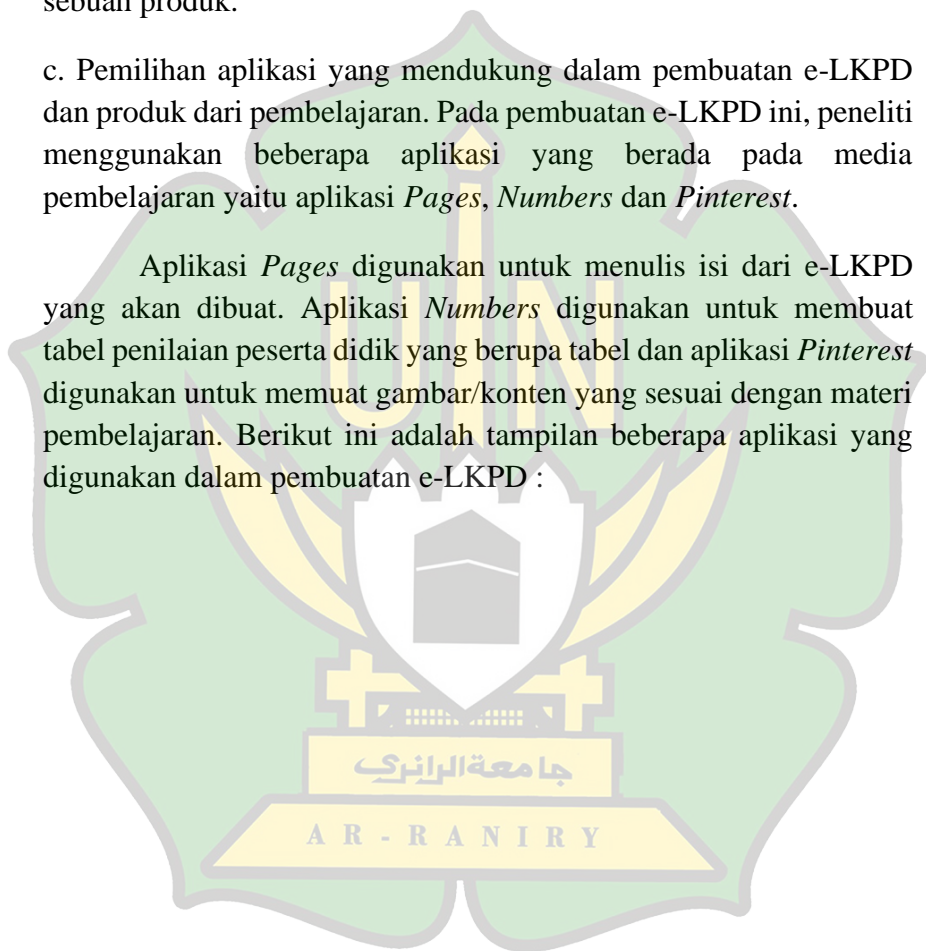 sebuah produk.
c. Pemilihan aplikasi yang mendukung dalam pembuatan e-LKPD
dan produk dari pembelajaran. Pada pembuatan e-LKPD ini, peneliti
menggunakan beberapa aplikasi yang berada pada media
pembelajaran yaitu aplikasi Pages, Numbers dan Pinterest.
Aplikasi Pages digunakan untuk menulis isi dari e-LKPD
yang akan dibuat. Aplikasi Numbers digunakan untuk membuat
tabel penilaian peserta didik yang berupa tabel dan aplikasi Pinterest
digunakan untuk memuat gambar/konten yang sesuai dengan materi
pembelajaran. Berikut ini adalah tampilan beberapa aplikasi yang
digunakan dalam pembuatan e-LKPD :
UIN
جامعة الرانري
AR-RANIRY